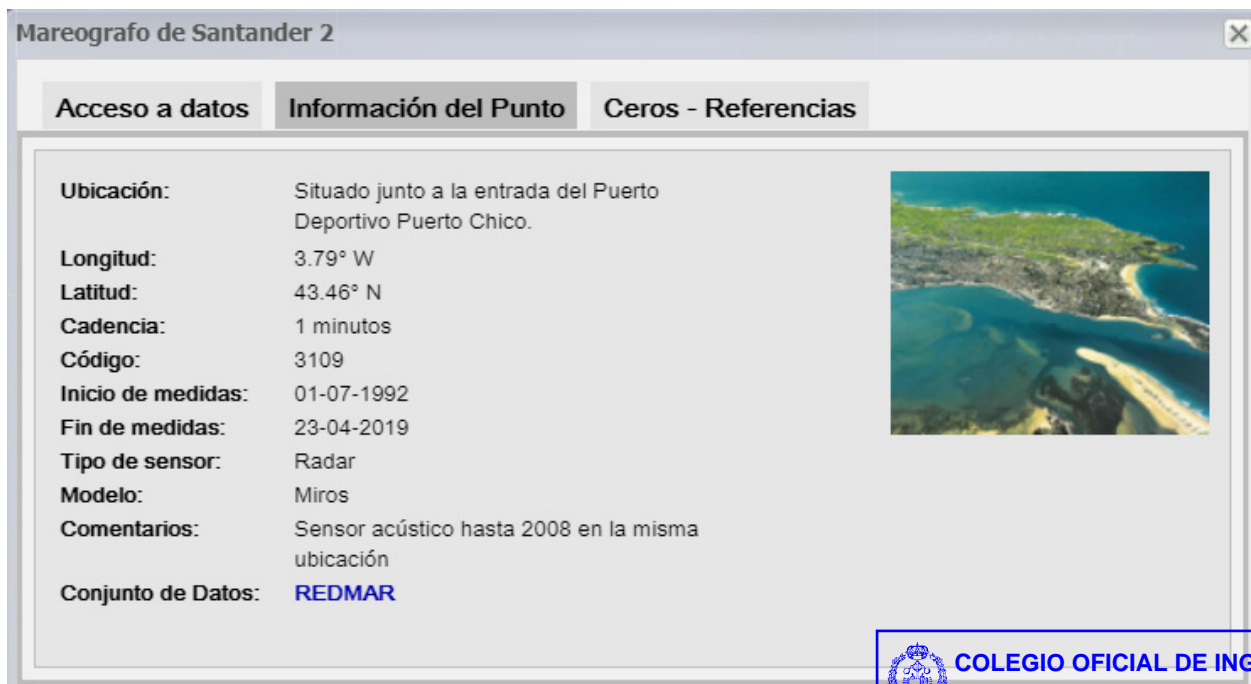 Mareografo de Santander 2
Acceso a datos Información del Punto Ceros - Referencias
Ubicación: Situado junto a la entrada del Puerto
Deportivo Puerto Chico.
Longitud: 3.79° W
Latitud: 43.46° N
Cadencia: 1 minutos
Código: 3109
Inicio de medidas: 01-07-1992
Fin de medidas: 23-04-2019
Tipo de sensor: Radar
Modelo: Miros
Comentarios: Sensor acústico hasta 2008 en la misma
ubicación
Conjunto de Datos: REDMAR
COLEGIO OFICIAL DE ING